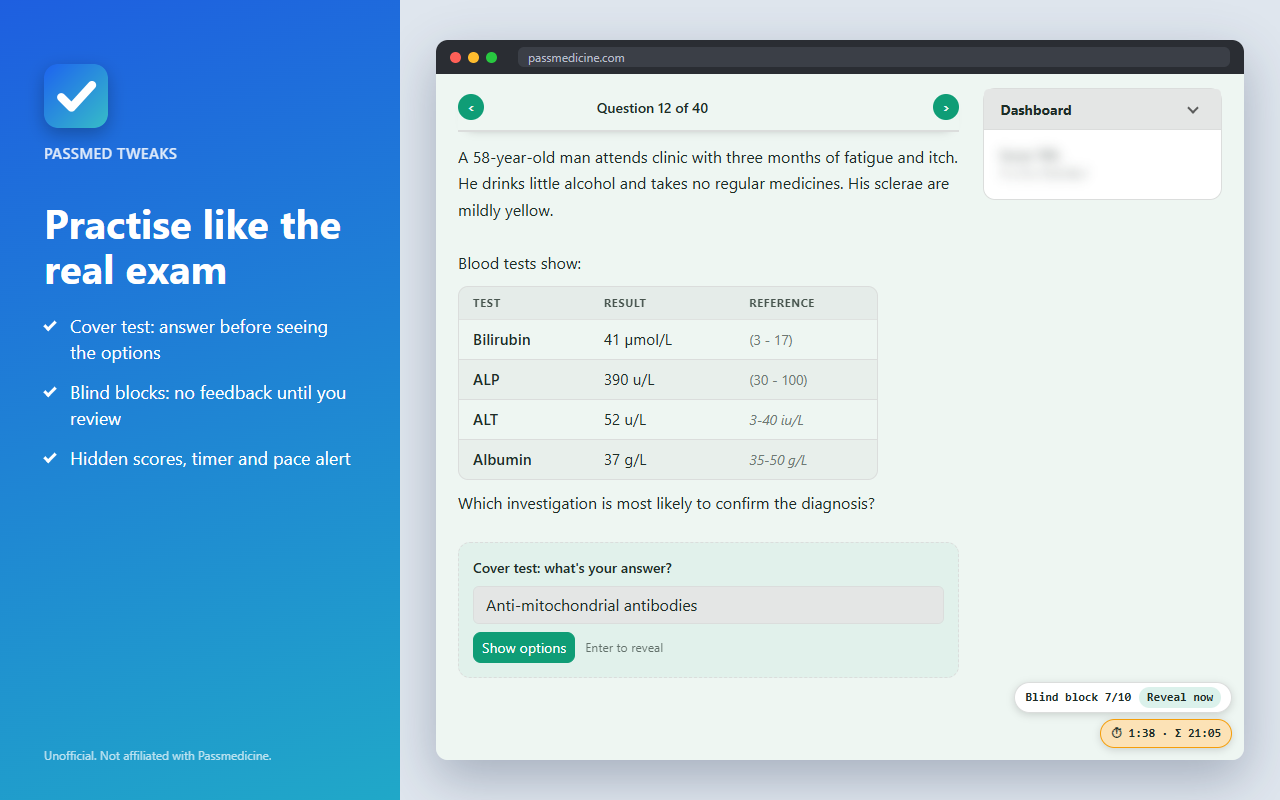 PASSMED TWEAKS
Practise like the
real exam
Cover test: answer before seeing
the options
Blind blocks: no feedback until you
review
Hidden scores, timer and pace alert
Unofficial. Not affiliated with Passmedicine.
passmedicine.com
‹ Question 12 of 40 ›
A 58-year-old man attends clinic with three months of fatigue and itch.
He drinks little alcohol and takes no regular medicines. His sclerae are
mildly yellow.
Blood tests show:
TEST RESULT REFERENCE
Bilirubin 41 µmol/L (3 - 17)
ALP 390 u/L (30 - 100)
ALT 52 u/L 3-40 iu/L
Albumin 37 g/L 35-50 g/L
Which investigation is most likely to confirm the diagnosis?
Cover test: what's your answer?
Anti-mitochondrial antibodies
Show options Enter to reveal
Dashboard
Blind block 7/10 Reveal now
⏱ 1:38 · Σ 21:05